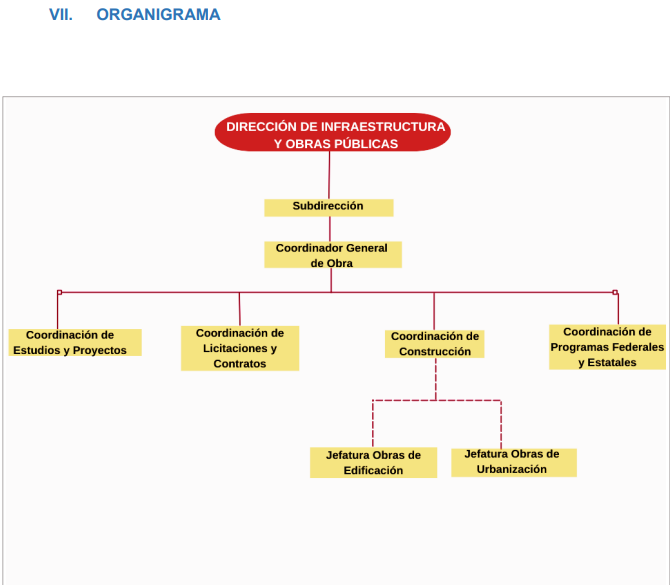 VII. ORGANIGRAMA
DIRECCIÓN DE INFRAESTRUCTURA
Y OBRAS PÚBLICAS
Subdirección
Coordinador General
de Obra
Coordinación de
Estudios y Proyectos
Coordinación de
Licitaciones y
Contratos
Coordinación de
Construcción
Coordinación de
Programas Federales
y Estatales
Jefatura Obras de
Edificación
Jefatura Obras de
Urbanización